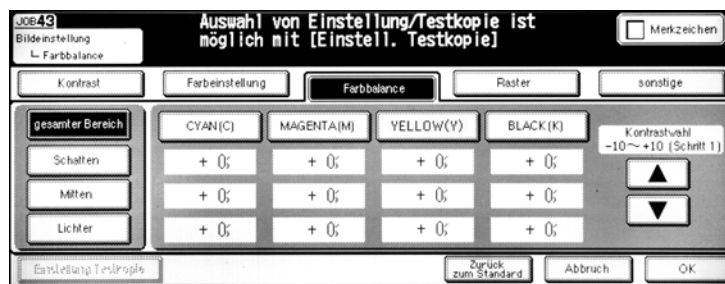 JOB43
Bildeinstellung
Farbbalance
Auswahl von Einstellung/Testkopie ist
möglich mit [Einstell. Testkopie]
Merkzeichen
Kontrast
Farbeinstellung
Farbbalance
Raster
sonstige
gesamter Bereich
CYAN(C)
MAGENTA(M)
YELLOW(Y)
BLACK(K)
Kontrastwahl
-10~+10 (Schritt 1)
Schatten
+ 0;
+ 0;
+ 0;
+ 0;
Mitten
+ 0;
+ 0;
+ 0;
+ 0;
Lichter
+ 0;
+ 0;
+ 0;
+ 0;
Einstellung Testkopie
Zurück
zum Standard
Abbruch
OK